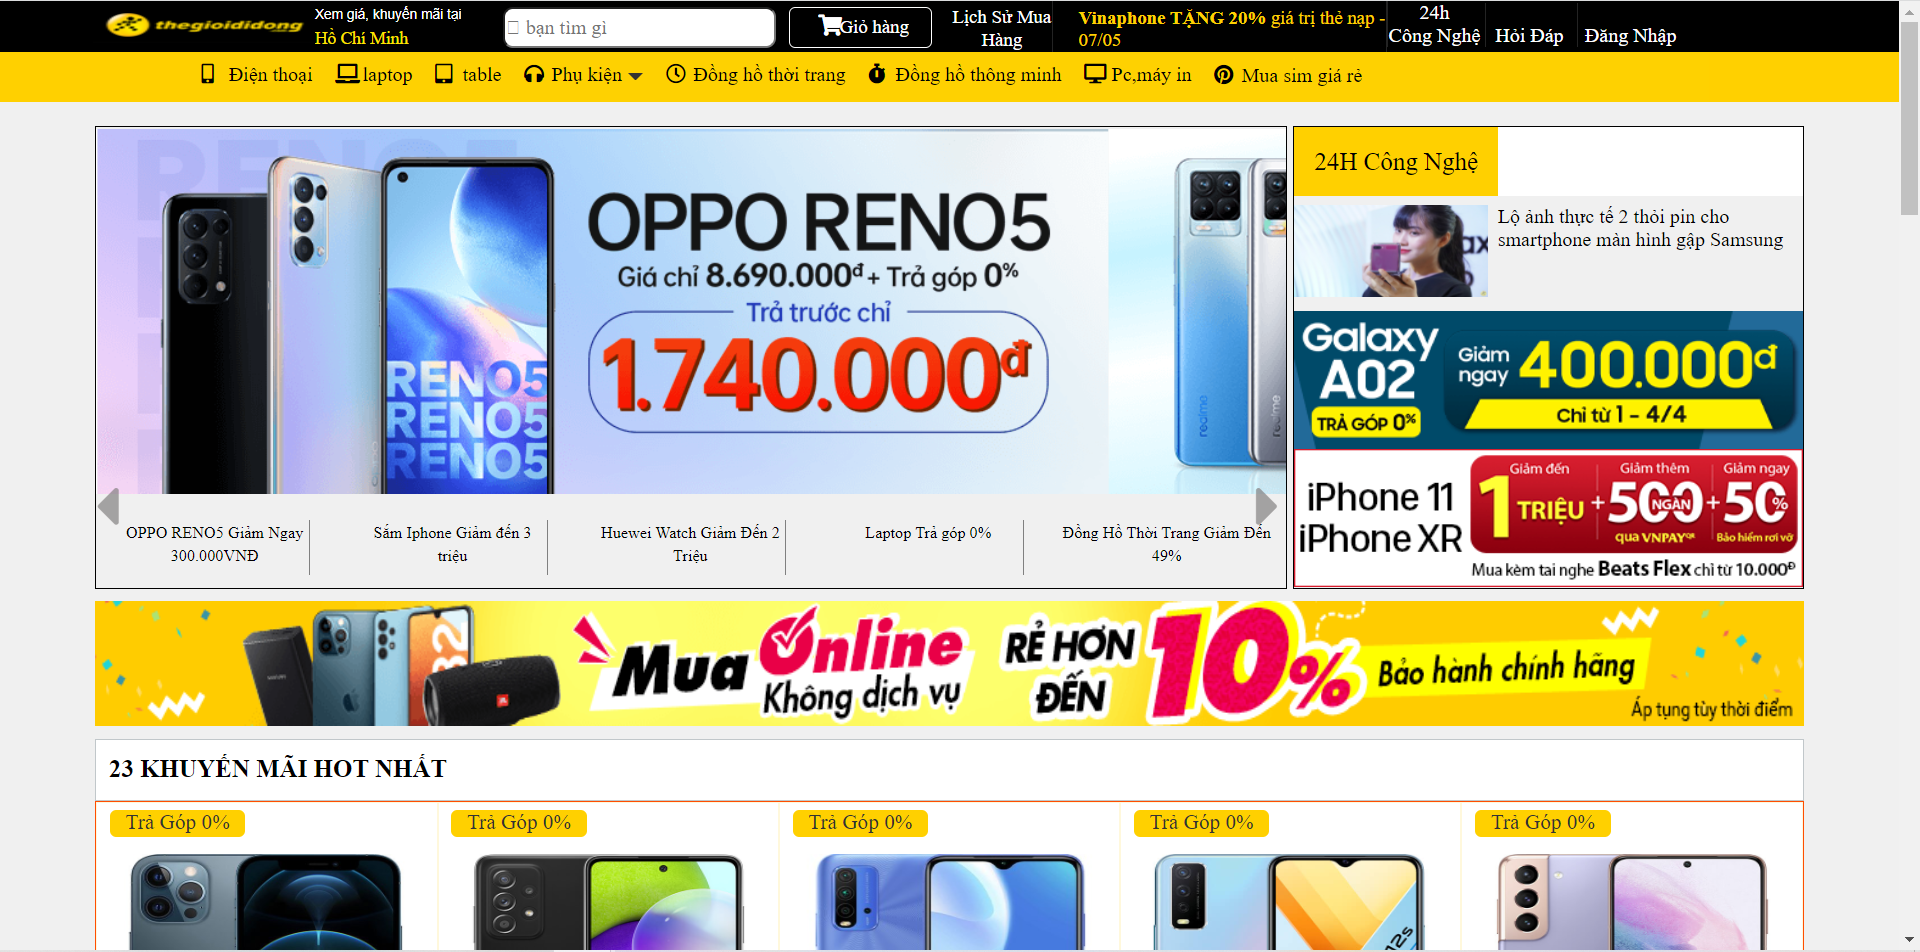 thegioididong
Xem giá, khuyến mãi tại
Hồ Chí Minh
bạn tìm gì
Giỏ hàng
Lịch Sử Mua
Hàng
Vinaphone TẶNG 20% giá trị thẻ nạp -
07/05
24h
Công Nghệ
Hỏi Đáp
Đăng Nhập
Điện thoại
laptop
table
Phụ kiện
Đồng hồ thời trang
Đồng hồ thông minh
Pc,máy in
Mua sim giá rẻ
OPPO RENO5
Giá chỉ 8.690.000đ + Trả góp 0%
Trả trước chỉ
1.740.000đ
RENO5
RENO5
RENO5
RENO5
realme
realme
OPPO RENO5 Giảm Ngay
300.000VNĐ
Sắm Iphone Giảm đến 3
triệu
Huewei Watch Giảm Đến 2
Triệu
Laptop Trả góp 0%
Đồng Hồ Thời Trang Giảm Đến
49%
24H Công Nghệ
Lộ ảnh thực tế 2 thỏi pin cho
smartphone màn hình gập Samsung
Galaxy
A02
TRẢ GÓP 0%
Giảm
ngay
400.000đ
Chỉ từ 1 - 4/4
iPhone 11
iPhone XR
Giảm đến
1 TRIỆU
+
Giảm thêm
500 NGÀN
qua VNPAYQR
+
Giảm ngay
50%
Bảo hiểm rơi vỡ
Mua kèm tai nghe Beats Flex chỉ từ 10.000Đ
Mua Online
Không dịch vụ
RẺ HƠN
ĐẾN
10%
Bảo hành chính hãng
Áp tụng tùy thời điểm
23 KHUYẾN MÃI HOT NHẤT
Trả Góp 0%
Trả Góp 0%
Trả Góp 0%
Trả Góp 0%
Trả Góp 0%